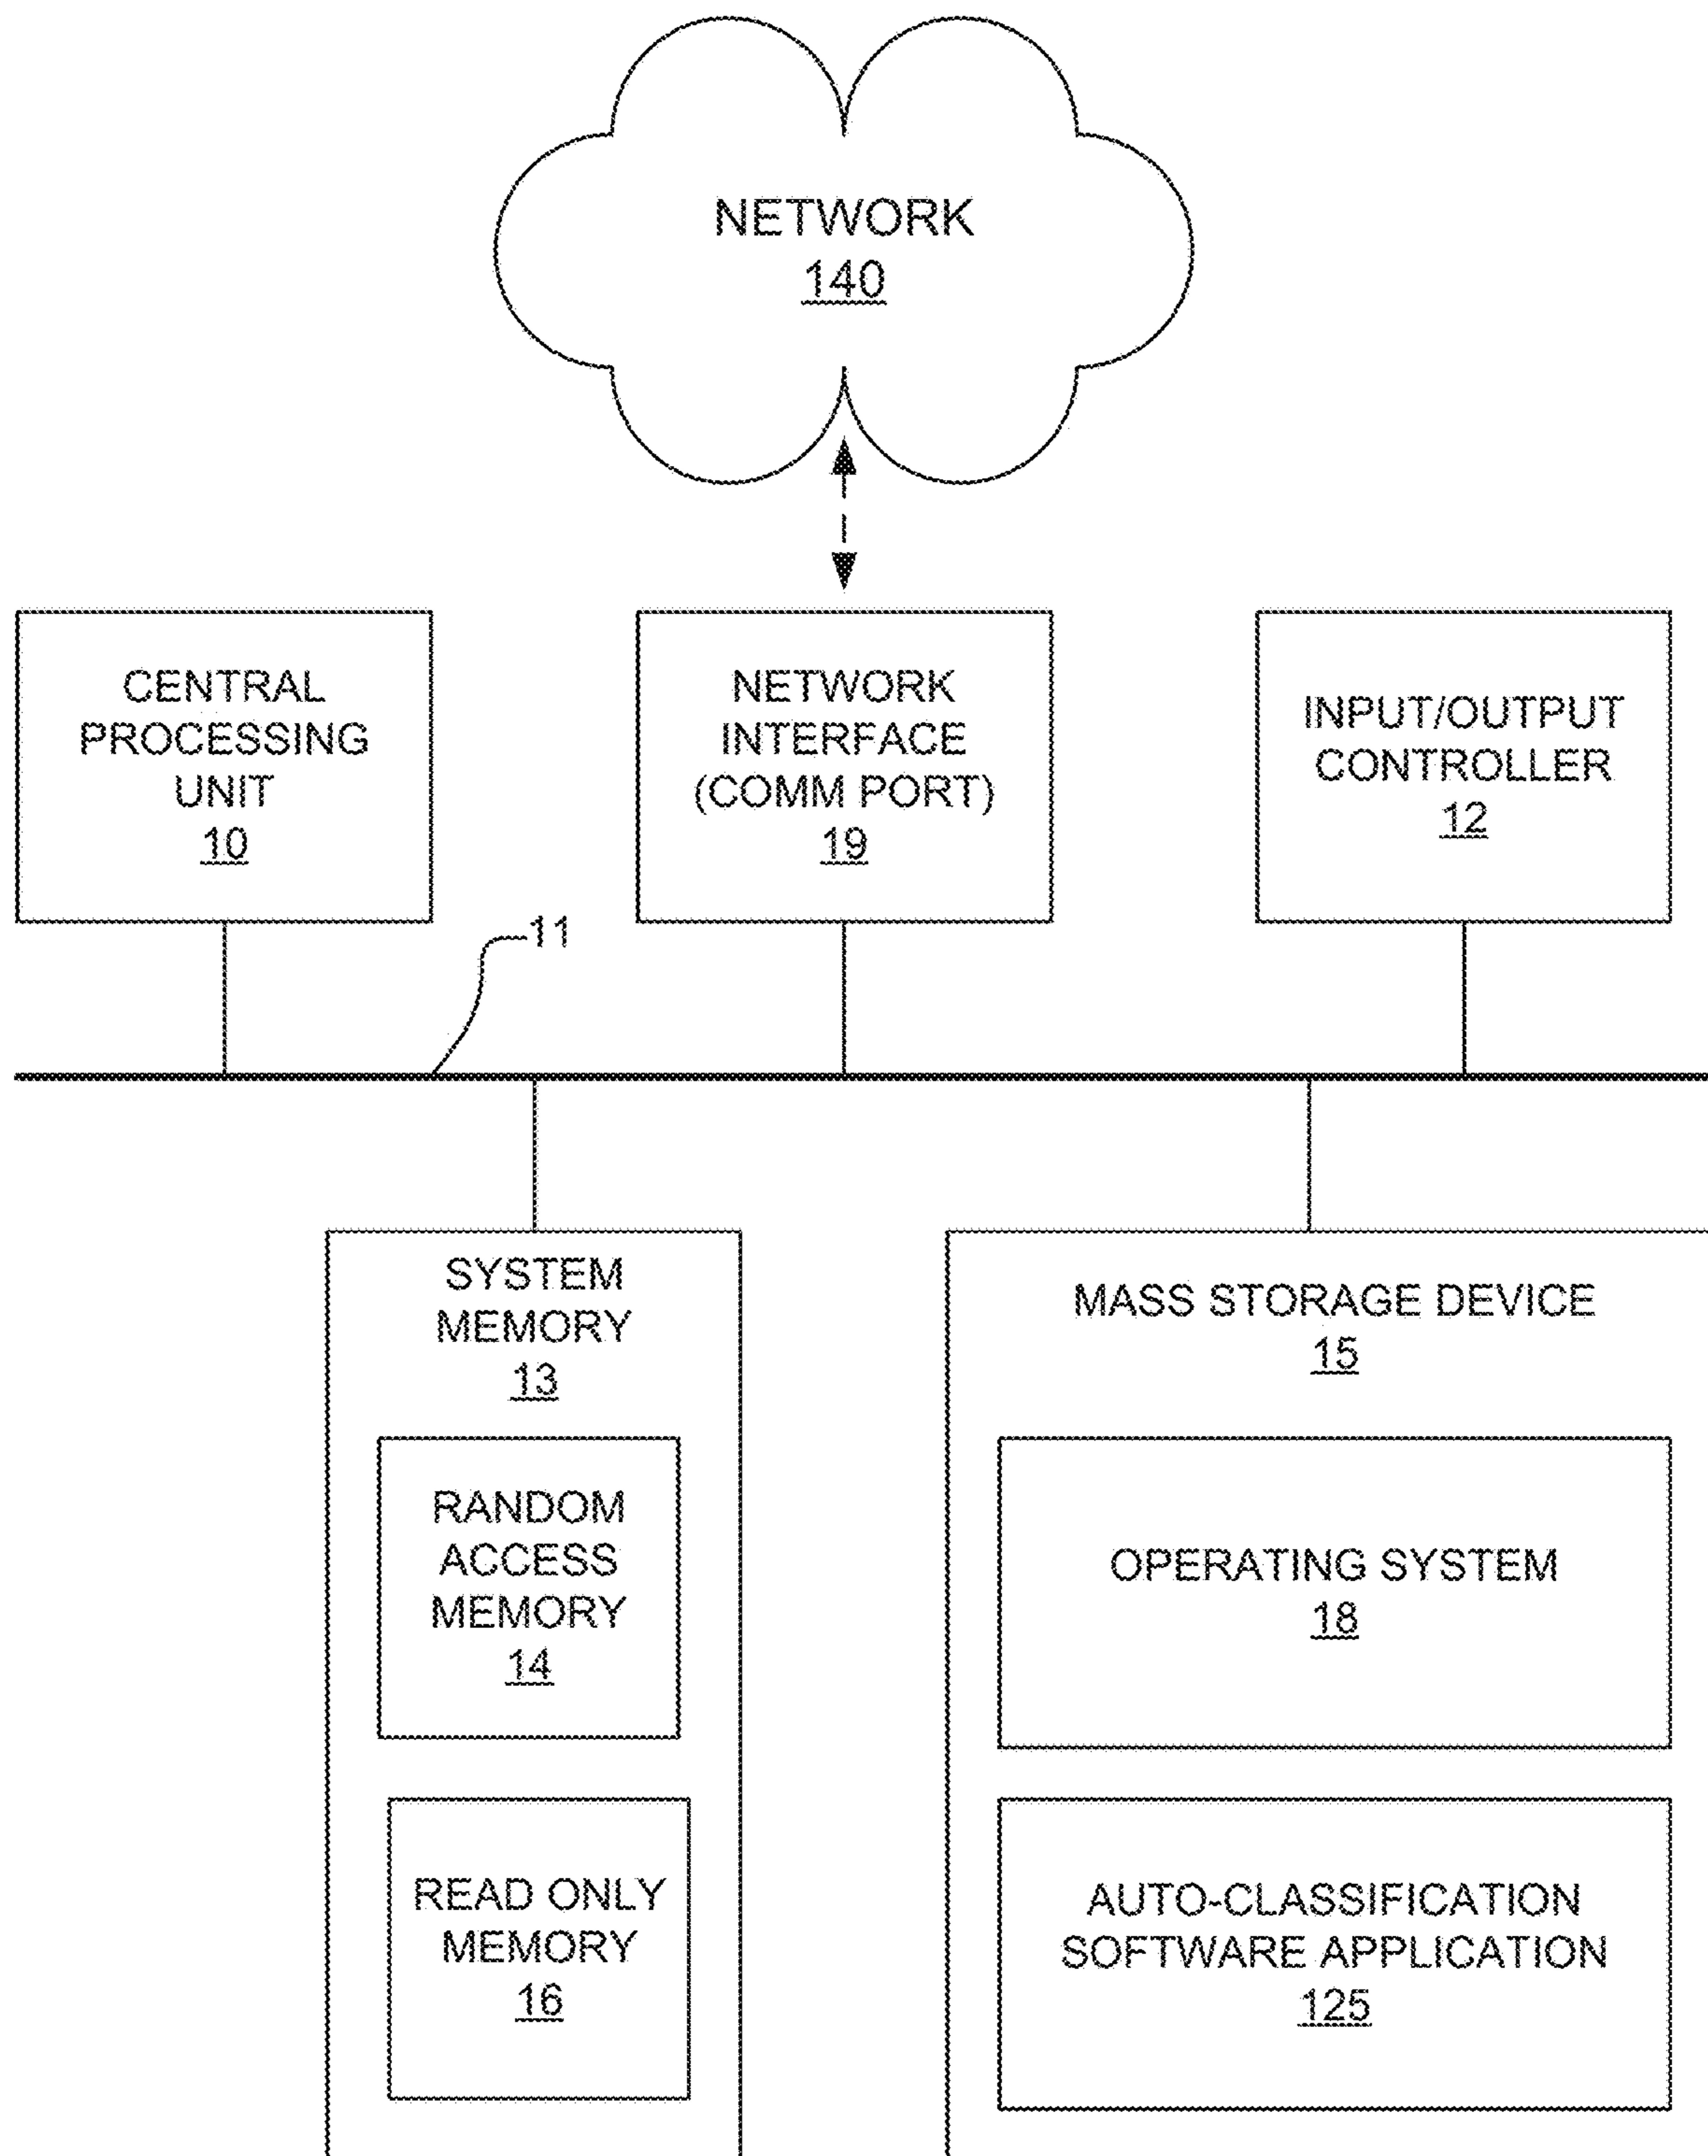 NETWORK
140
CENTRAL
PROCESSING
UNIT
10
NETWORK
INTERFACE
(COMM PORT)
19
INPUT/OUTPUT
CONTROLLER
12
11
SYSTEM
MEMORY
13
RANDOM
ACCESS
MEMORY
14
READ ONLY
MEMORY
16
MASS STORAGE DEVICE
15
OPERATING SYSTEM
18
AUTO-CLASSIFICATION
SOFTWARE APPLICATION
125